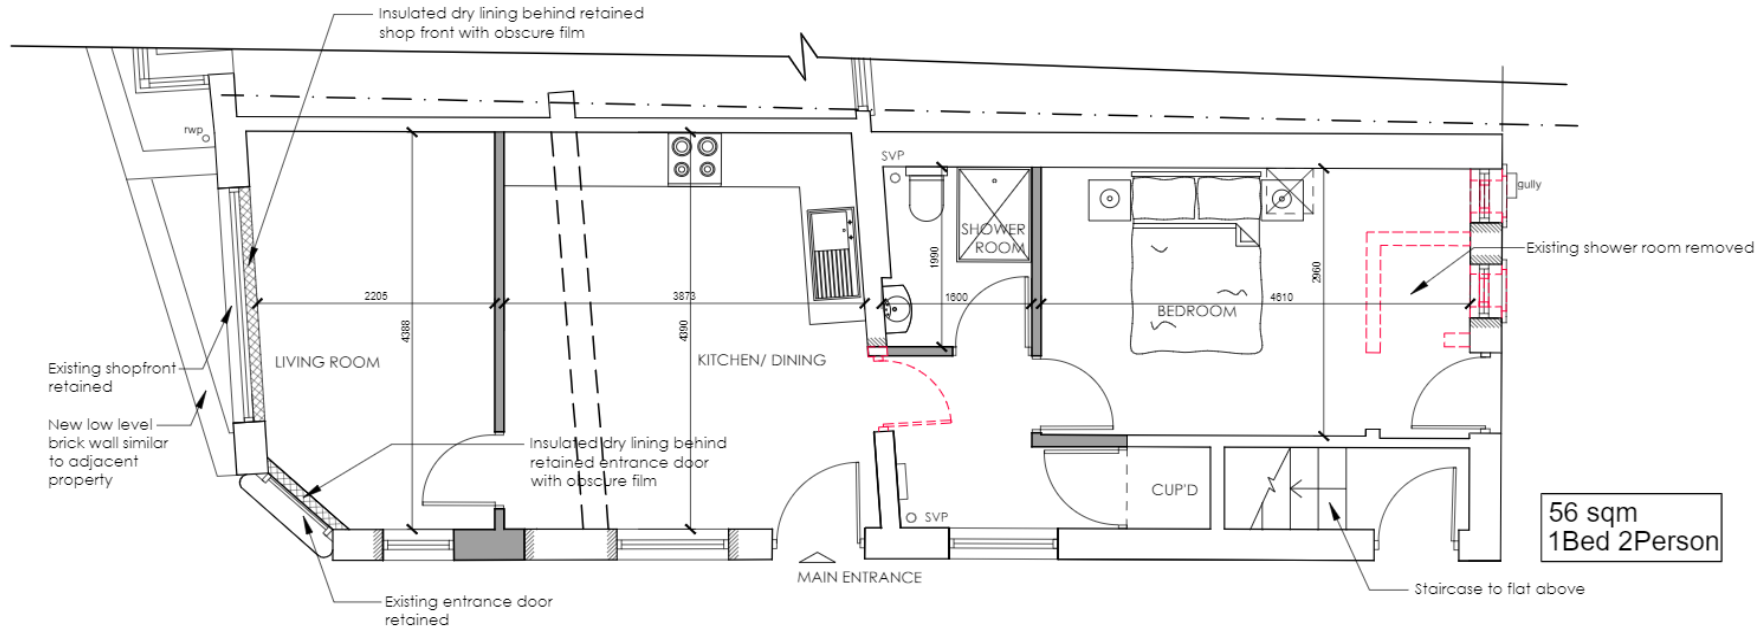 Insulated dry lining behind retained
shop front with obscure film
rwp
SVP
gully
SHOWER
ROOM
1990
Existing shower room removed
2960
2205
3873
1600
4610
4388
4390
BEDROOM
LIVING ROOM
KITCHEN/ DINING
Existing shopfront
retained
New low level
brick wall similar
to adjacent
property
Insulated dry lining behind
retained entrance door
with obscure film
CUP'D
SVP
56 sqm
1Bed 2Person
MAIN ENTRANCE
Staircase to flat above
Existing entrance door
retained